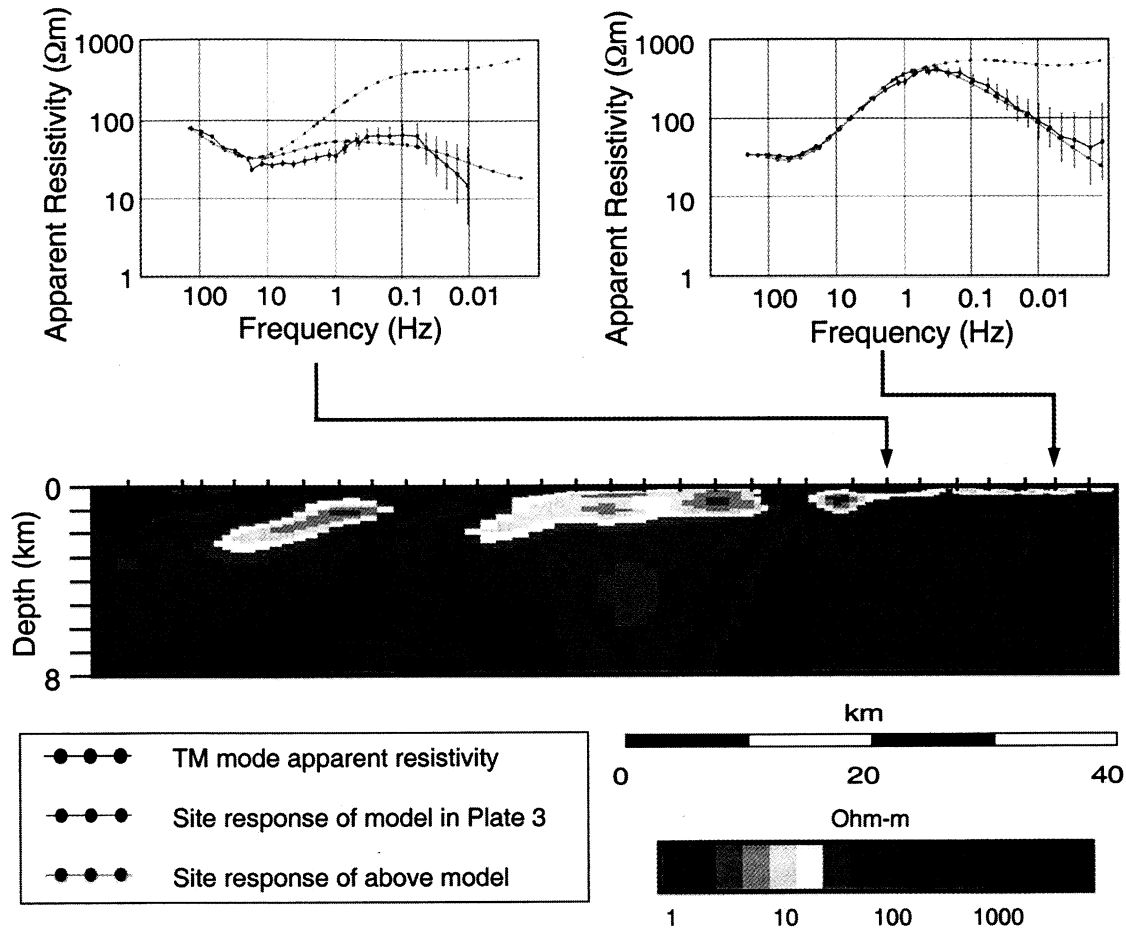 Apparent Resistivity (Ωm)
1000
100
10
1
100 10 1 0.1 0.01
Frequency (Hz)
Apparent Resistivity (Ωm)
1000
100
10
1
100 10 1 0.1 0.01
Frequency (Hz)
Depth (km)
0
8
TM mode apparent resistivity
Site response of model in Plate 3
Site response of above model
km
0 20 40
Ohm-m
1 10 100 1000